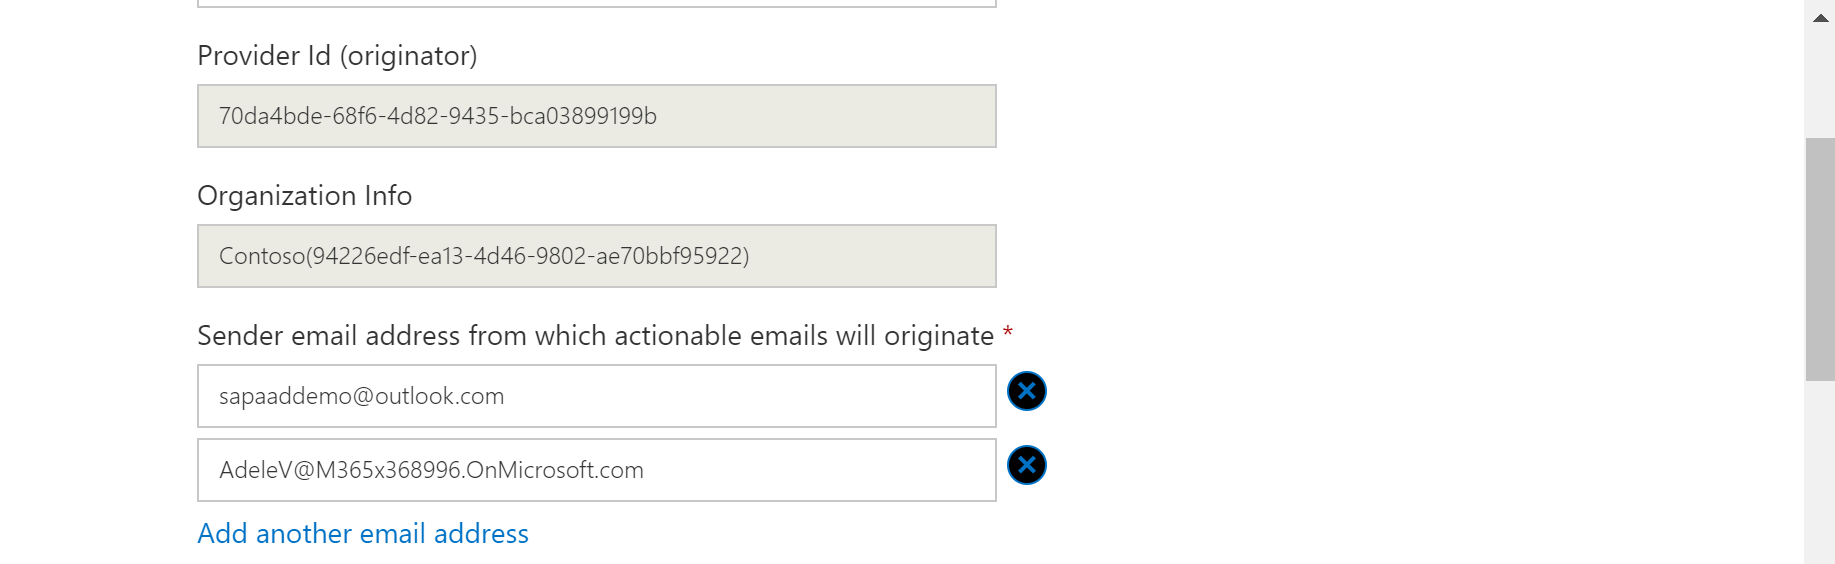 Provider Id (originator)
70da4bde-68f6-4d82-9435-bca03899199b
Organization Info
Contoso(94226edf-ea13-4d46-9802-ae70bbf95922)
Sender email address from which actionable emails will originate *
sapaaddemo@outlook.com
AdeleV@M365x368996.OnMicrosoft.com
Add another email address